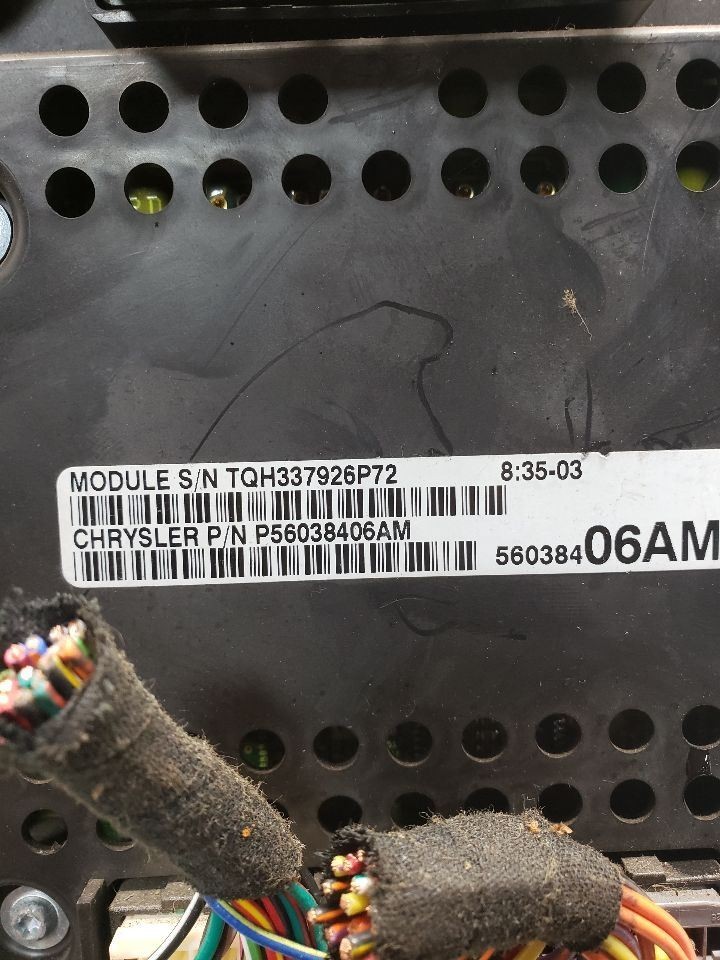 MODULE S/N TQH337926P72 8:35-03
CHRYSLER P/N P56038406AM
56038406AM